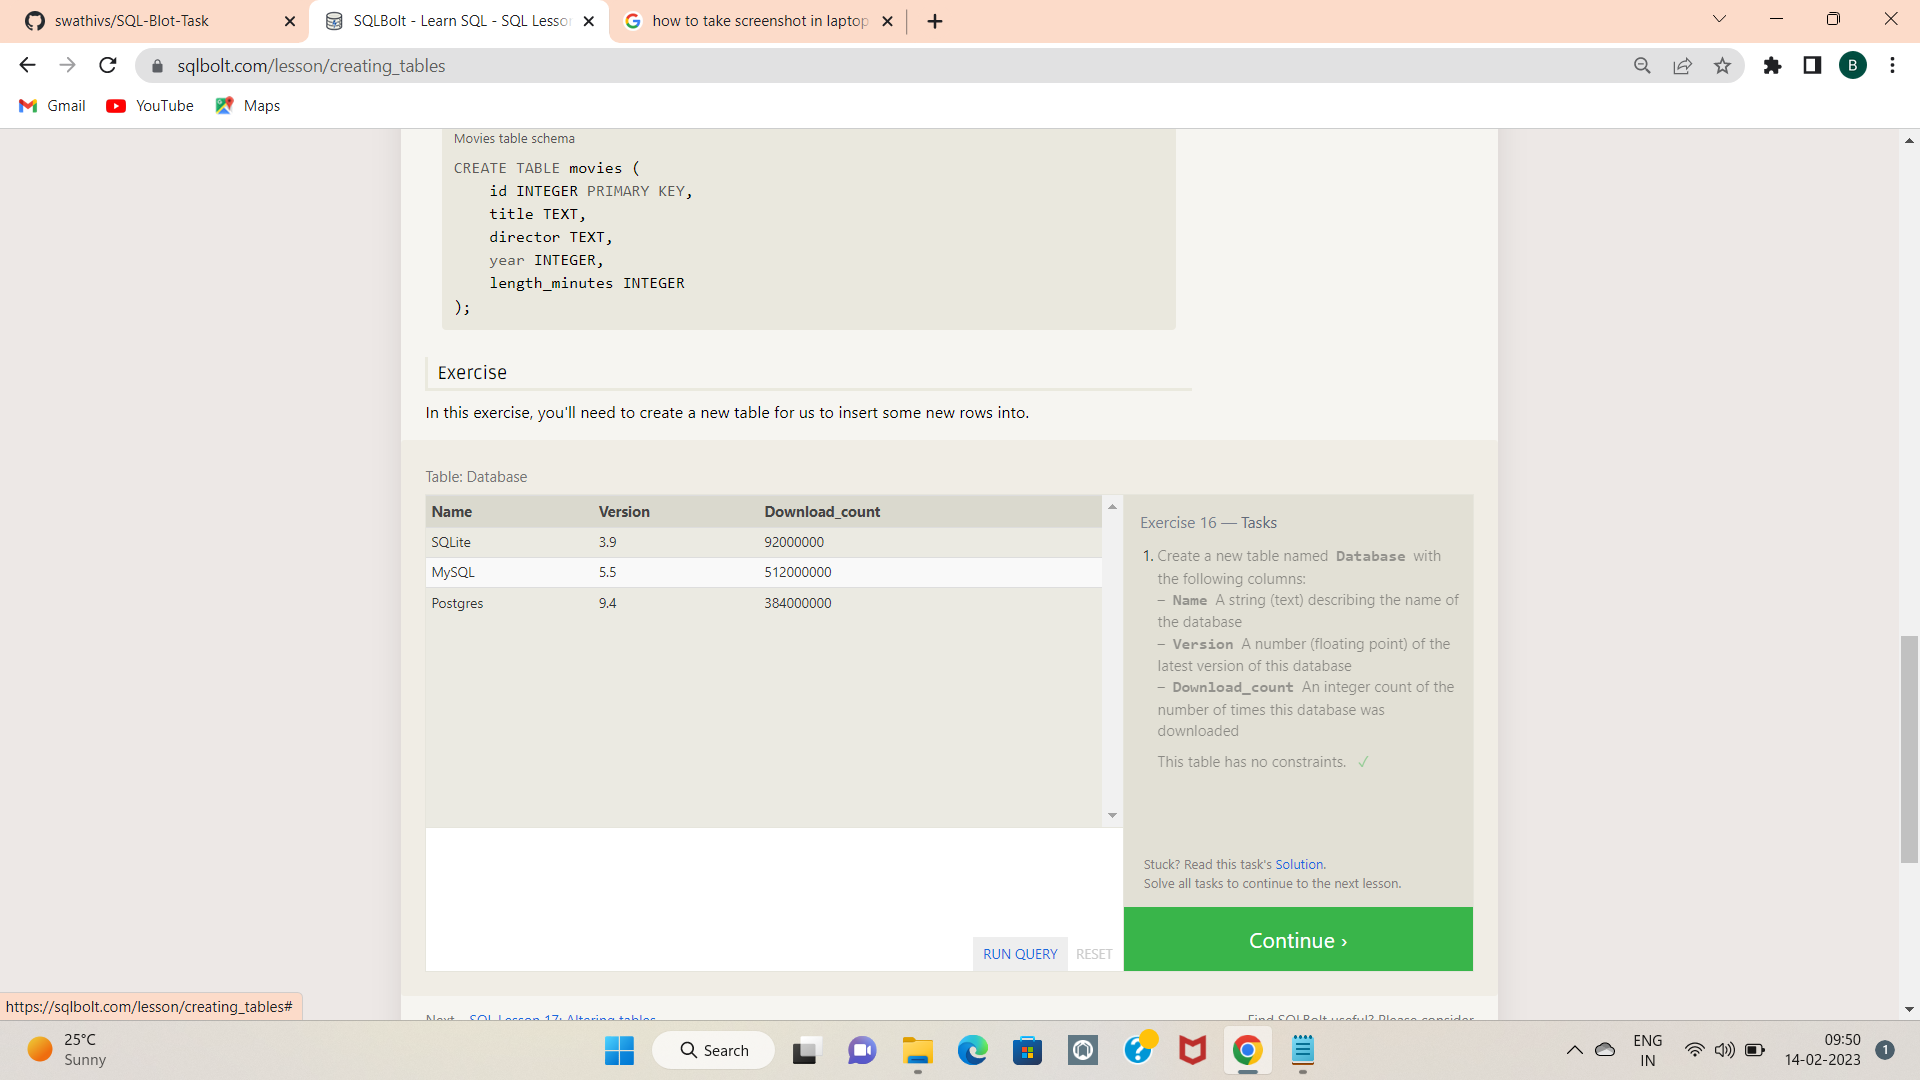 swathivs/SQL-Blot-Task
SQLBolt - Learn SQL - SQL Lesson
how to take screenshot in laptop
sqlbolt.com/lesson/creating_tables
B
Gmail
YouTube
Maps
Movies table schema
CREATE TABLE movies (
id INTEGER PRIMARY KEY,
title TEXT,
director TEXT,
year INTEGER,
length_minutes INTEGER
);
Exercise
In this exercise, you'll need to create a new table for us to insert some new rows into.
Table: Database
Name Version Download_count
SQLite 3.9 92000000
MySQL 5.5 512000000
Postgres 9.4 384000000
Exercise 16 — Tasks
1. Create a new table named Database with
the following columns:
– Name A string (text) describing the name of
the database
– Version A number (floating point) of the
latest version of this database
– Download_count An integer count of the
number of times this database was
downloaded
This table has no constraints. ✓
Stuck? Read this task's Solution.
Solve all tasks to continue to the next lesson.
RUN QUERY RESET
Continue ›
https://sqlbolt.com/lesson/creating_tables#
Next – SQL Lesson 17: Altering tables
Find SQLBolt useful? Please consider
25°C
Sunny
Search
ENG
IN
09:50
14-02-2023
1